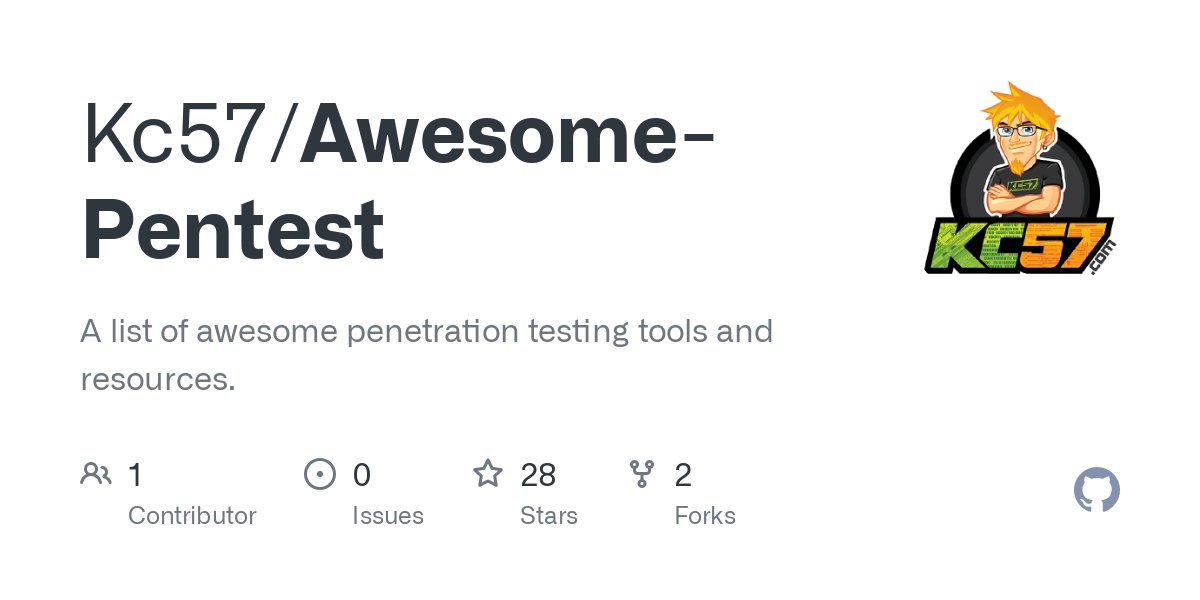 Kc57/Awesome-
Pentest
A list of awesome penetration testing tools and
resources.
1
Contributor
0
Issues
28
Stars
2
Forks
KC57
KC57
.com